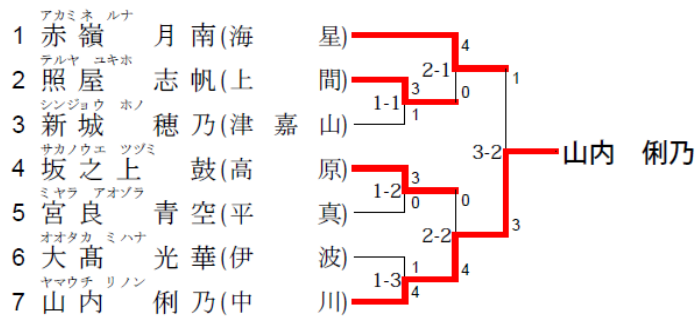 アカミネ ルナ
1 赤嶺 月南(海 星)
4
2-1
1
テルヤ ユキホ
2 照屋 志帆(上 間)
3
0
1-1
シンジョウ ホノ
3 新城 穂乃(津嘉山)
1
3-2
山内 俐乃
サカノウエ ツヅミ
4 坂之上 鼓(高 原)
3
1-2
0
ミヤラ アオゾラ
5 宮良 青空(平 真)
0
2-2
3
オオタカ ミハナ
6 大髙 光華(伊 波)
1
4
1-3
ヤマウチ リノン
7 山内 俐乃(中 川)
4